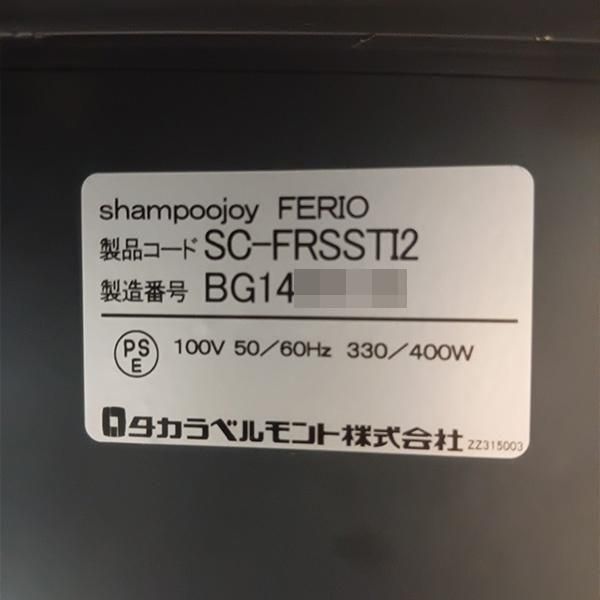 shampoojoy FERIO
製品コード SC-FRSSTI2
製造番号 BG14
PS
E
100V 50/60Hz 330/400W
タカラベルモント株式会社 ZZ315003